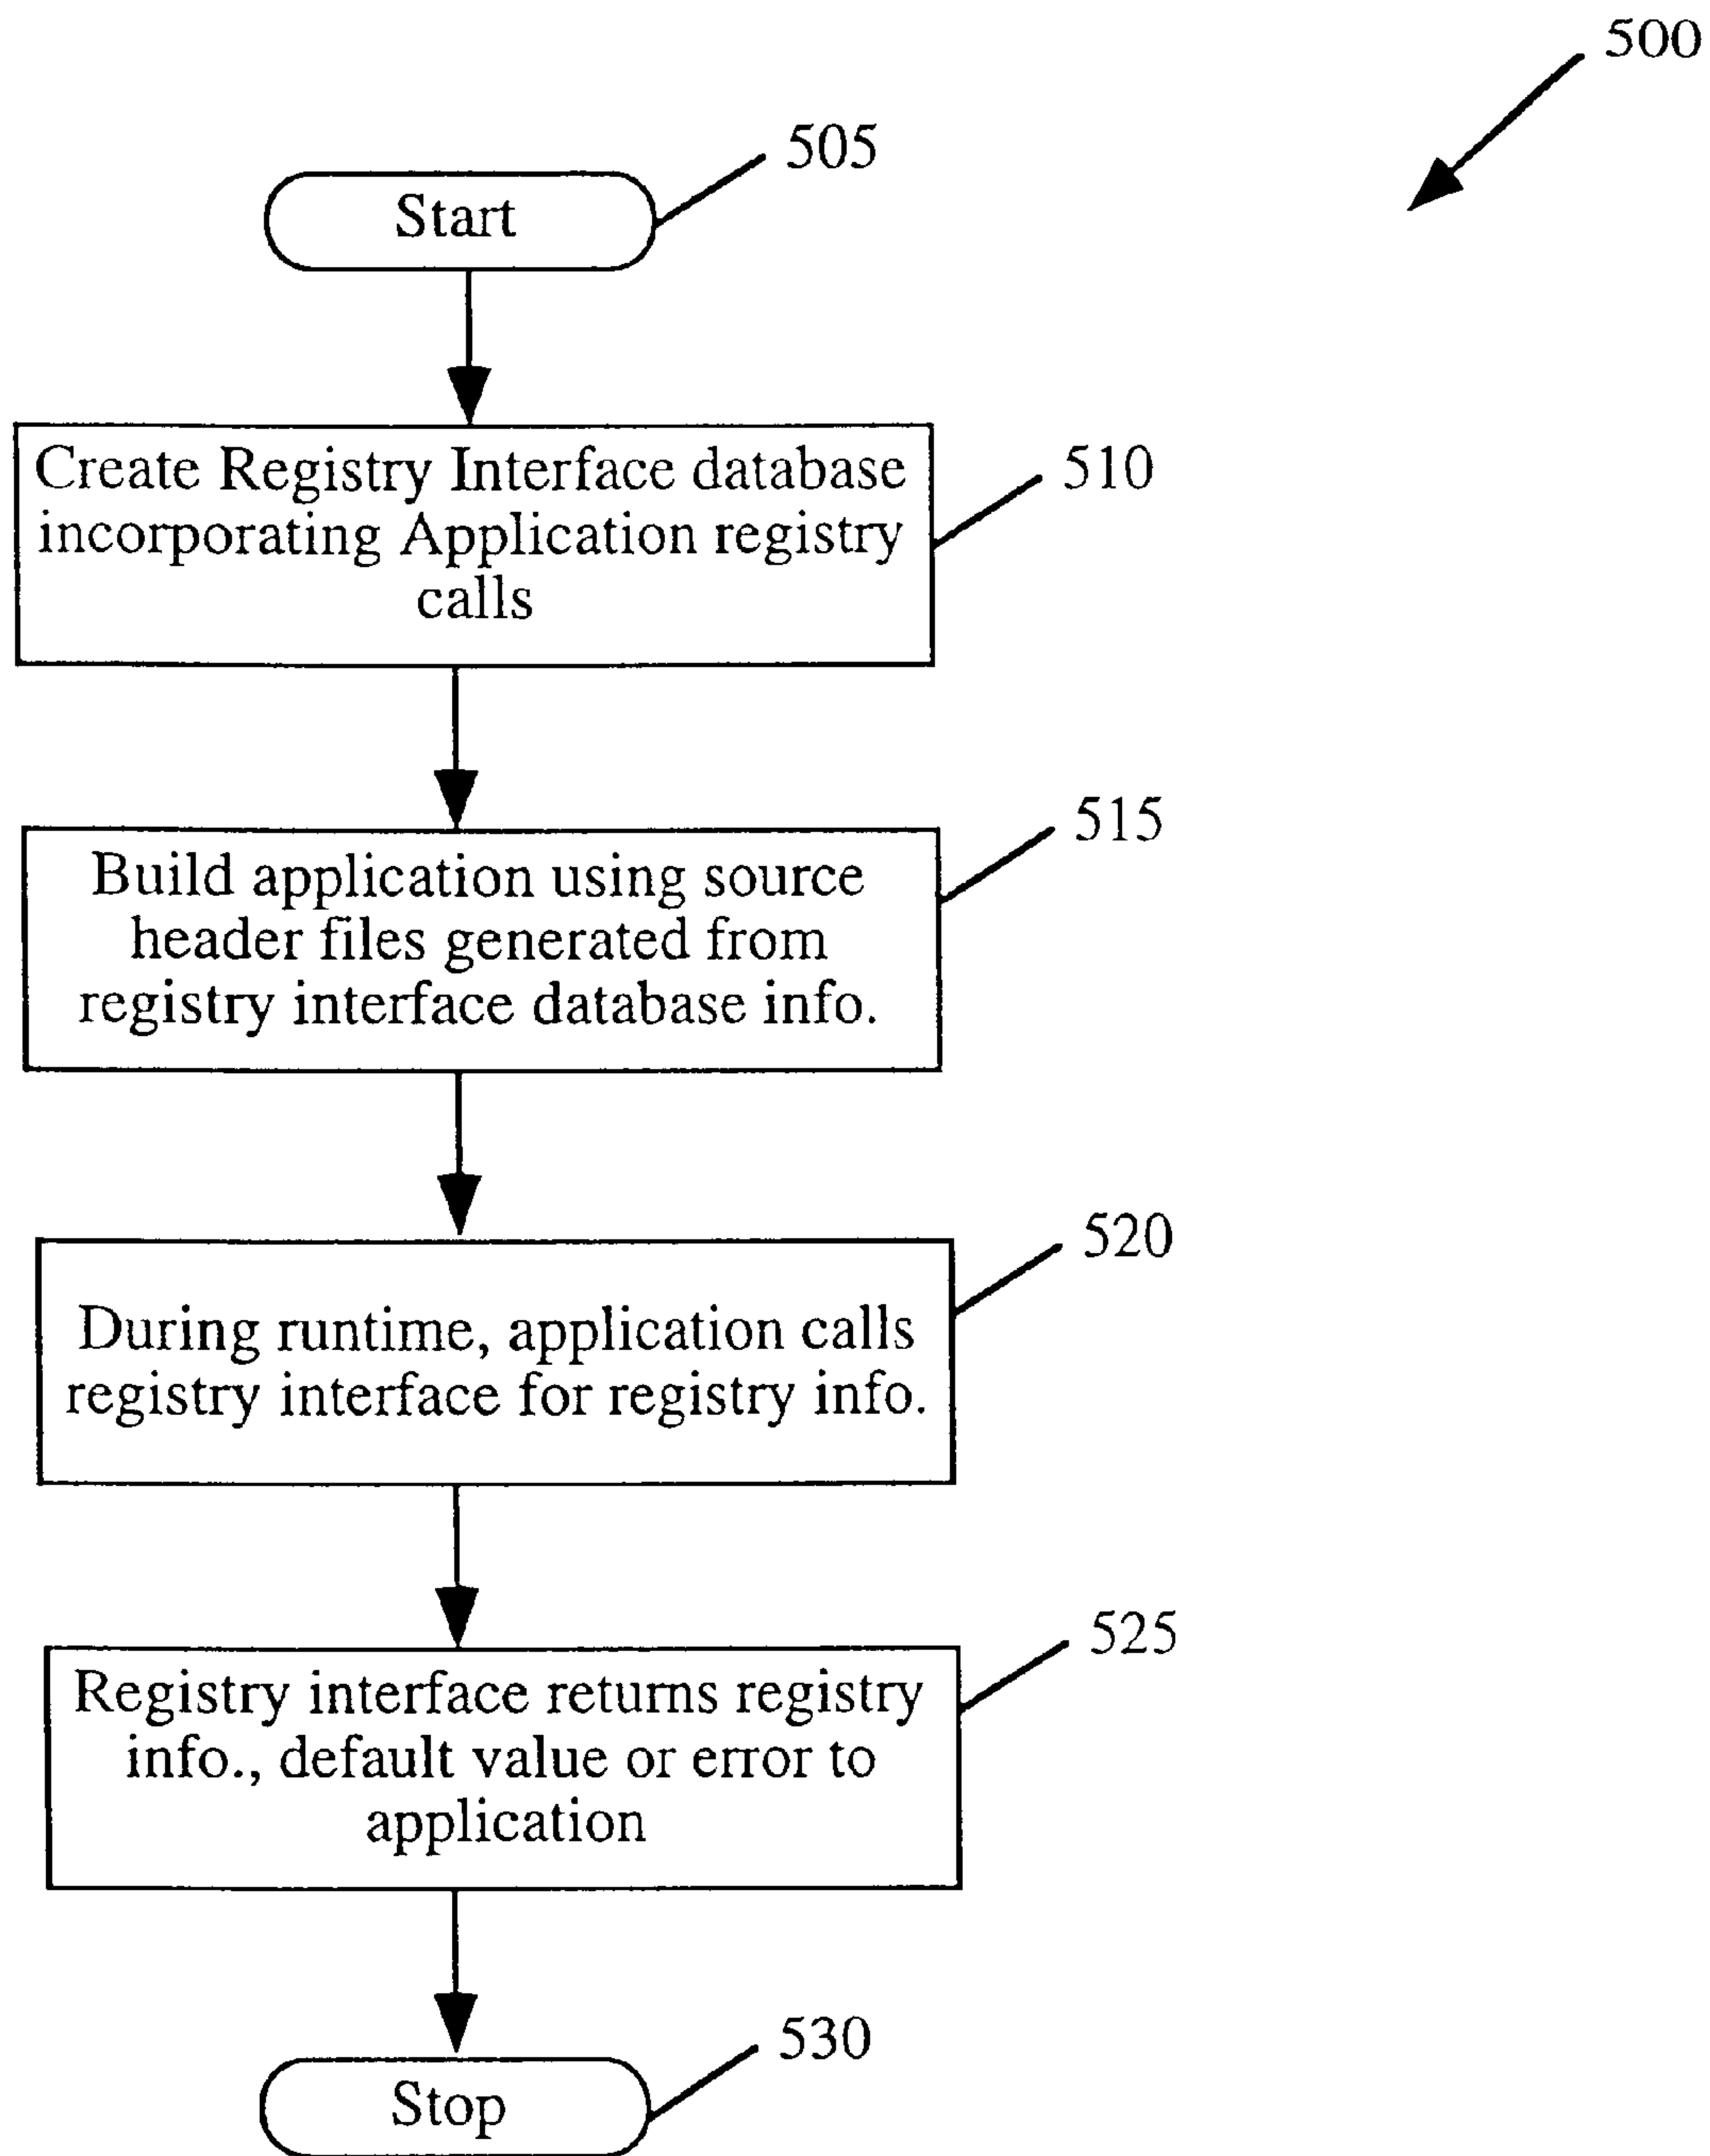 500
505
Start
Create Registry Interface database
incorporating Application registry
calls
510
Build application using source
header files generated from
registry interface database info.
515
During runtime, application calls
registry interface for registry info.
520
Registry interface returns registry
info., default value or error to
application
525
Stop
530